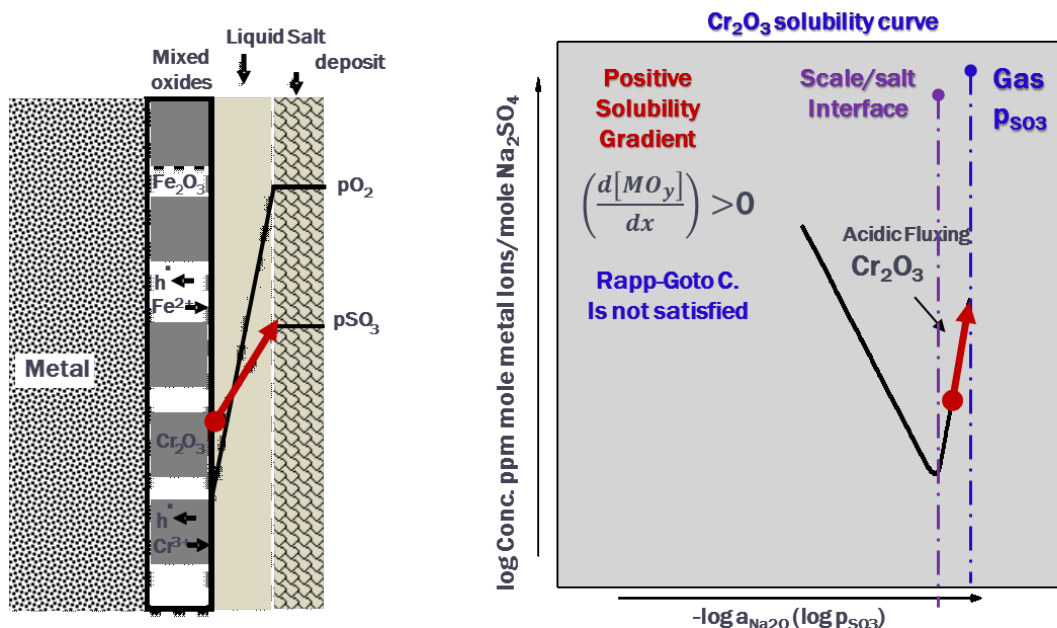 Liquid Salt
deposit
Mixed
oxides
Fe₂O₃
h˙
Fe²⁺
Metal
Cr₂O₃
h˙
Cr³⁺
pO₂
pSO₃
Cr₂O₃ solubility curve
log Conc. ppm mole metal Ions/mole Na₂SO₄
Positive
Solubility
Gradient
(d[MOᵧ]/dx) >0
Rapp-Goto C.
Is not satisfied
Scale/salt
Interface
Gas
pSO3
Acidic Fluxing
Cr₂O₃
-log aNa2O (log pSO3)